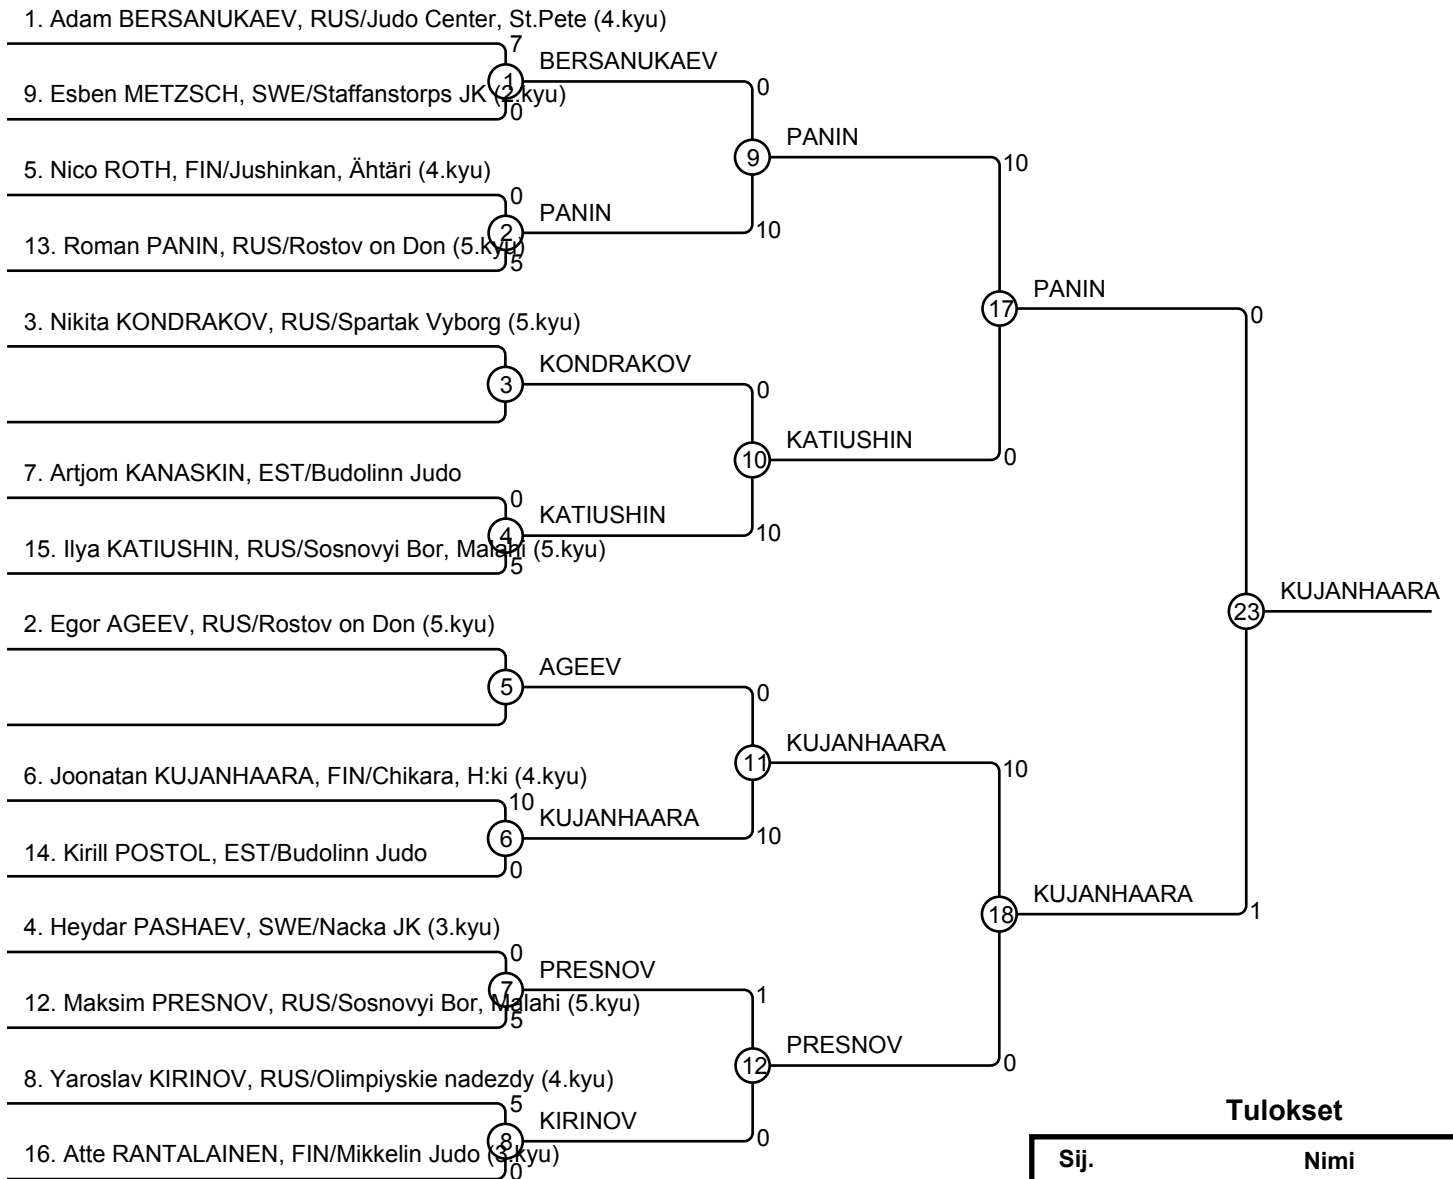 1. Adam BERSANUKAEV, RUS/Judo Center, St.Pete (4.kyu)
7
1
BERSANUKAEV
0
9. Esben METZSCH, SWE/Staffanstorps JK (2.kyu)
0
9
PANIN
10
5. Nico ROTH, FIN/Jushinkan, Ähtäri (4.kyu)
0
2
PANIN
10
13. Roman PANIN, RUS/Rostov on Don (5.kyu)
5
17
PANIN
0
3. Nikita KONDRAKOV, RUS/Spartak Vyborg (5.kyu)
3
KONDRAKOV
0
10
KATIUSHIN
0
7. Artjom KANASKIN, EST/Budolinn Judo
0
4
KATIUSHIN
10
15. Ilya KATIUSHIN, RUS/Sosnovyi Bor, Malahi (5.kyu)
5
23
KUJANHAARA
2. Egor AGEEV, RUS/Rostov on Don (5.kyu)
5
AGEEV
0
11
KUJANHAARA
10
6. Joonatan KUJANHAARA, FIN/Chikara, H:ki (4.kyu)
10
6
KUJANHAARA
10
14. Kirill POSTOL, EST/Budolinn Judo
0
18
KUJANHAARA
1
4. Heydar PASHAEV, SWE/Nacka JK (3.kyu)
0
7
PRESNOV
1
12. Maksim PRESNOV, RUS/Sosnovyi Bor, Malahi (5.kyu)
5
12
PRESNOV
0
8. Yaroslav KIRINOV, RUS/Olimpiyskie nadezdy (4.kyu)
5
8
KIRINOV
0
16. Atte RANTALAINEN, FIN/Mikkelin Judo (3.kyu)
0
Tulokset
Sij. Nimi